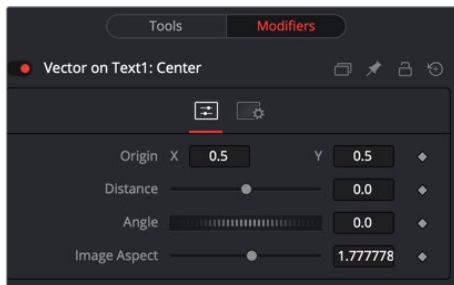 Tools Modifiers
Vector on Text1: Center
Origin X 0.5 Y 0.5
Distance 0.0
Angle 0.0
Image Aspect 1.777778